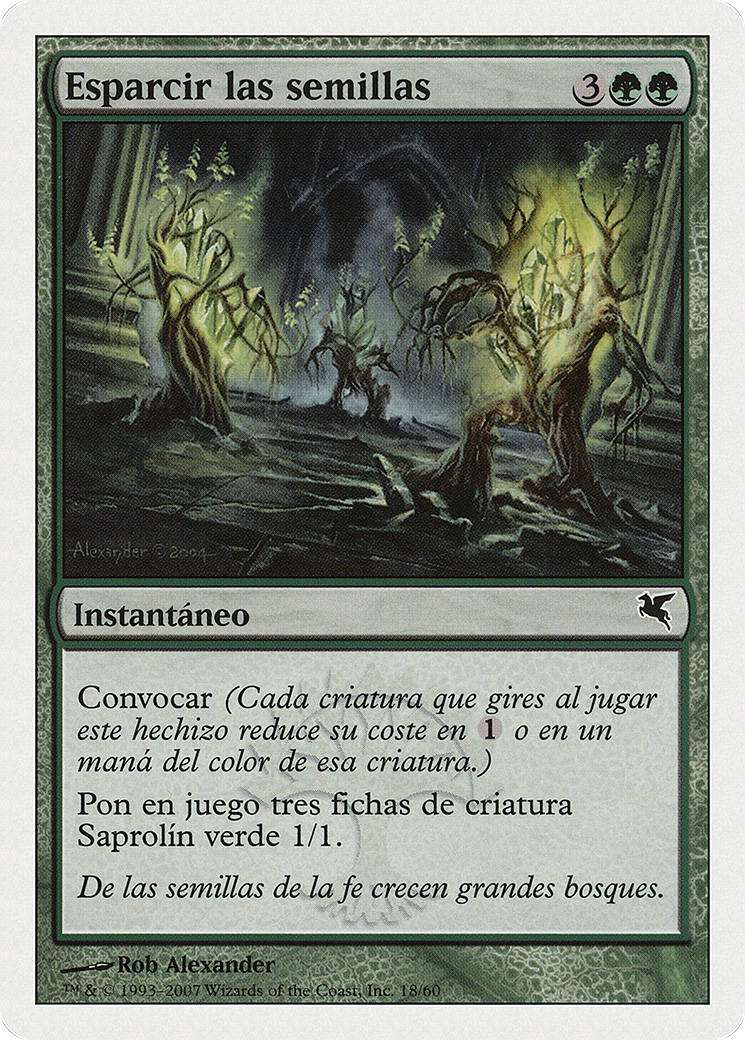 Esparcir las semillas 3
Alexander © 2004
Instantáneo
Convocar (Cada criatura que gires al jugar
este hechizo reduce su coste en 1 o en un
maná del color de esa criatura.)
Pon en juego tres fichas de criatura
Saprolín verde 1/1.
De las semillas de la fe crecen grandes bosques.
Rob Alexander
™ & © 1993–2007 Wizards of the Coast, Inc. 18/60